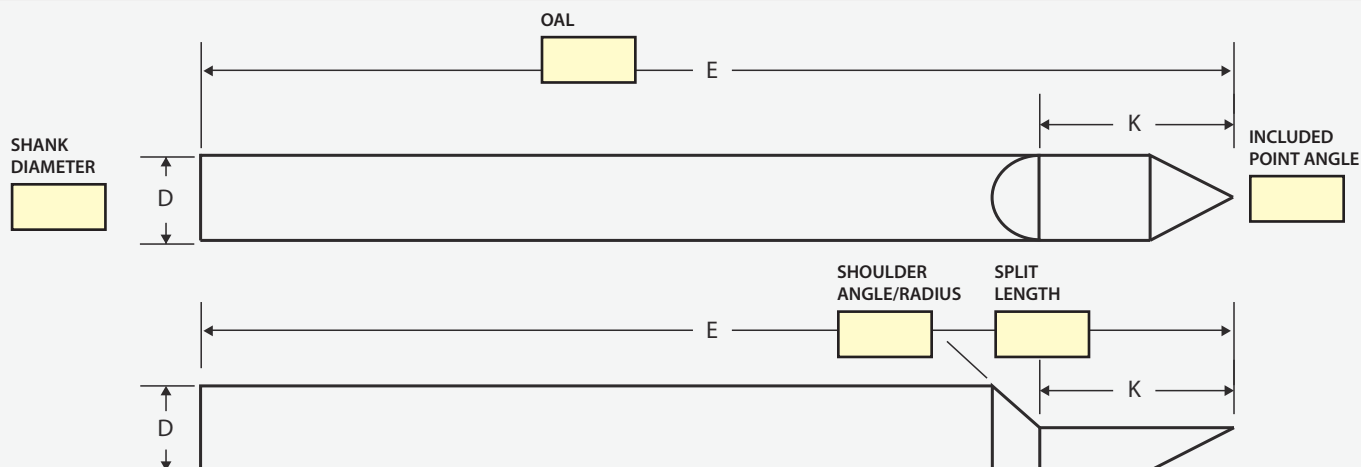 OAL
E
K
SHANK
DIAMETER
INCLUDED
POINT ANGLE
D
SHOULDER
ANGLE/RADIUS
SPLIT
LENGTH
E
K
D